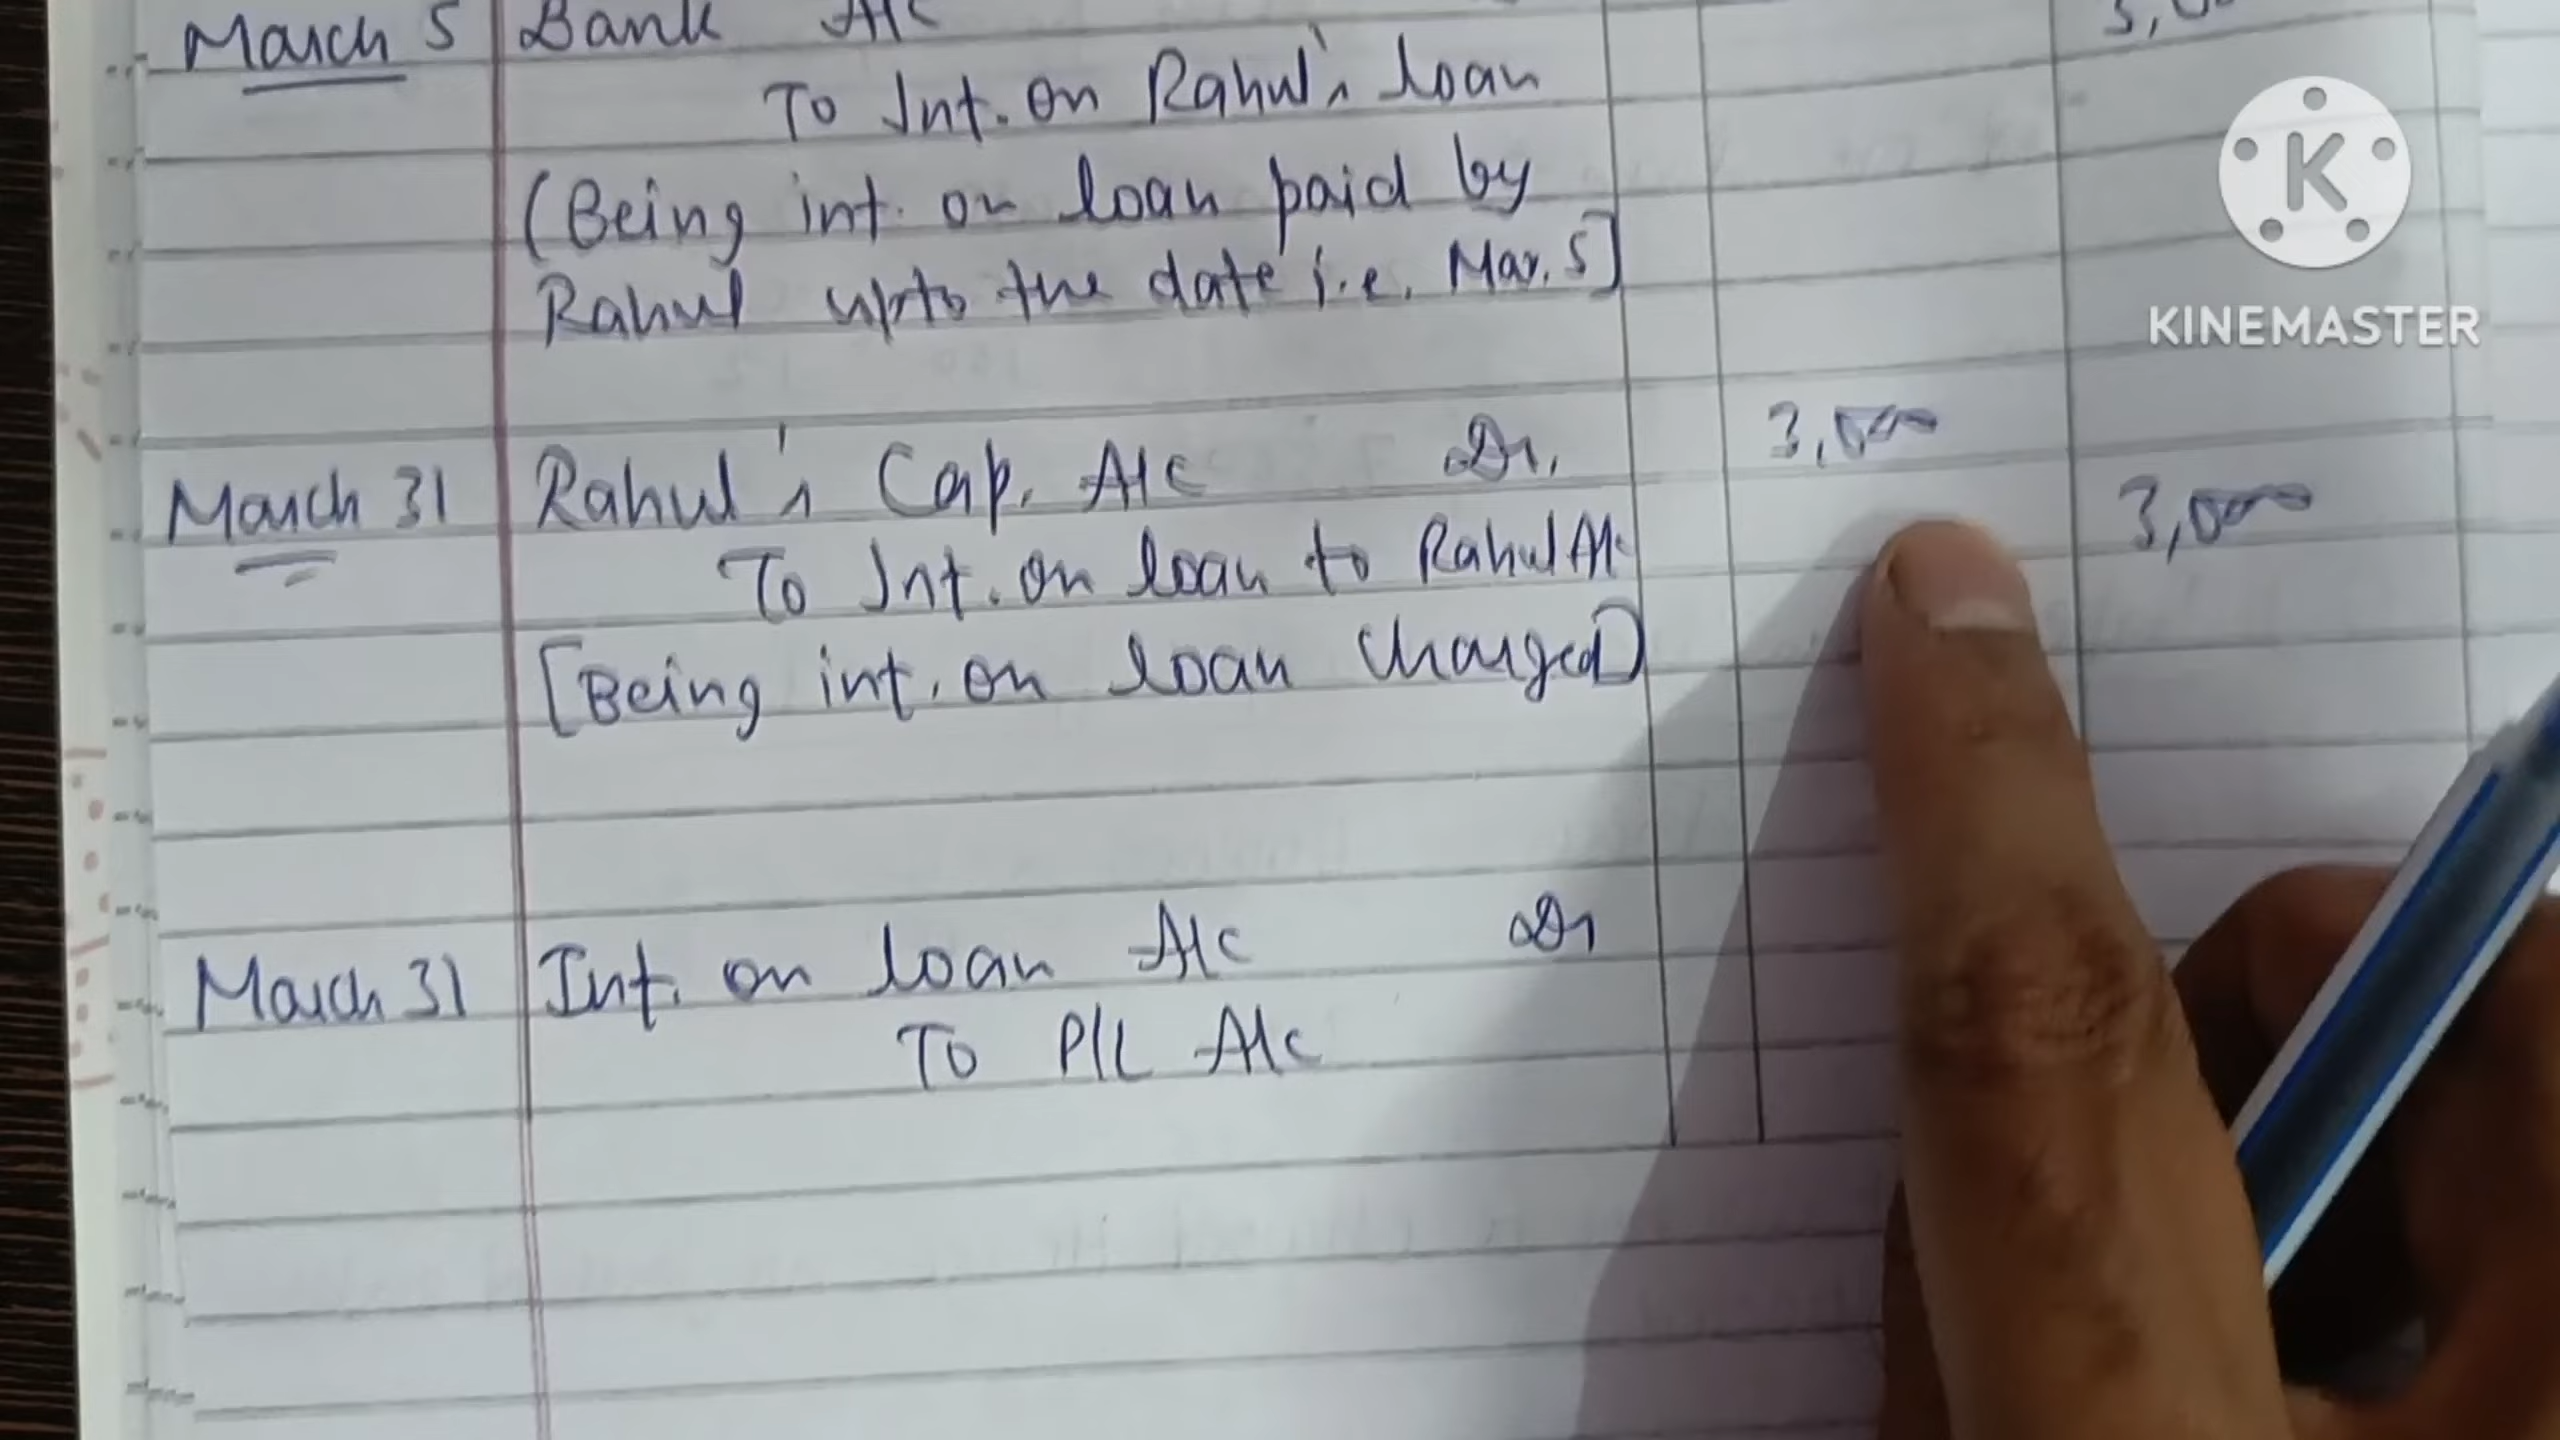 March 5 Bank A/c
To Int. on Rahul's loan
(Being int. on loan paid by
Rahul upto the date i.e. Mar. 5]
March 31 Rahul's Cap. A/c Dr. 3,000
To Int. on loan to Rahul A/c 3,000
[Being int. on loan charged]
March 31 Int. on loan A/c Dr
To P/L A/c
K
KINEMASTER